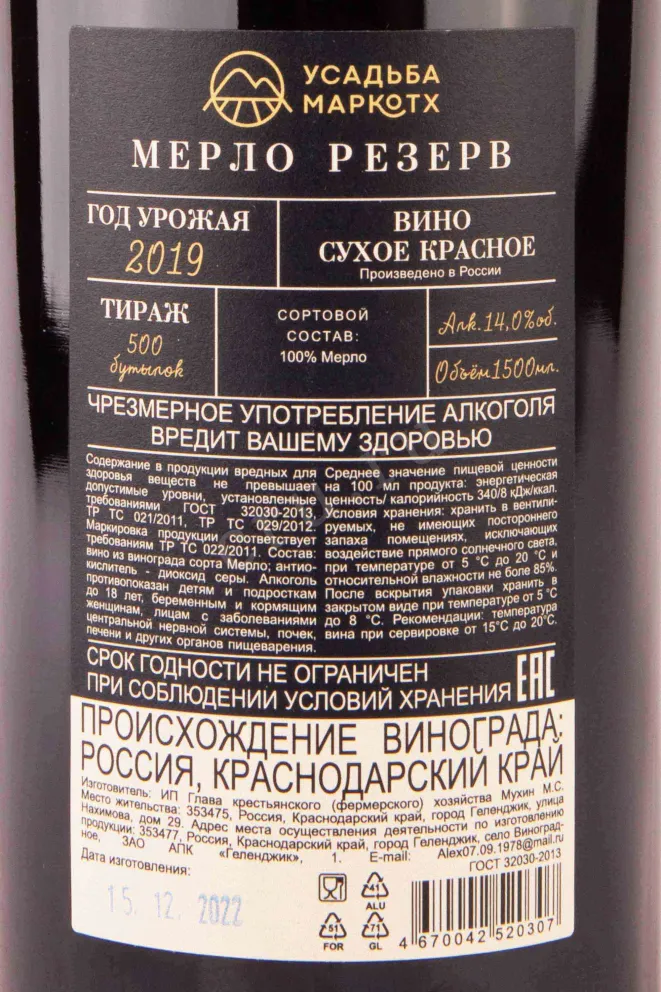 УСАДЬБА
МАРКОТХ
МЕРЛО РЕЗЕРВ
ГОД УРОЖАЯ
2019
ВИНО
СУХОЕ КРАСНОЕ
Произведено в России
ТИРАЖ
500
бутылок
СОРТОВОЙ
СОСТАВ:
100% Мерло
Алк.14,0%об.
Объём1500мл.
ЧРЕЗМЕРНОЕ УПОТРЕБЛЕНИЕ АЛКОГОЛЯ
ВРЕДИТ ВАШЕМУ ЗДОРОВЬЮ
Содержание в продукции вредных для
здоровья веществ не превышает
допустимые уровни, установленные
требованиями ГОСТ 32030-2013,
ТР ТС 021/2011, ТР ТС 029/2012.
Маркировка продукции соответствует
требованиям ТР ТС 022/2011. Состав:
вино из винограда сорта Мерло; антио-
кислитель - диоксид серы. Алкоголь
противопоказан детям и подросткам
до 18 лет, беременным и кормящим
женщинам, лицам с заболеваниями
центральной нервной системы, почек,
печени и других органов пищеварения.
Среднее значение пищевой ценности
на 100 мл продукта: энергетическая
ценность/ калорийность 340/8 кДж/ккал.
Условия хранения: хранить в вентили-
руемых, не имеющих постороннего
запаха помещениях, исключающих
воздействие прямого солнечного света,
при температуре от 5 °С до 20 °С и
относительной влажности не более 85%.
После вскрытия упаковки хранить в
закрытом виде при температуре от 5 °С
до 8 °С. Рекомендации: температура
вина при сервировке от 15°С до 20°С.
СРОК ГОДНОСТИ НЕ ОГРАНИЧЕН
ПРИ СОБЛЮДЕНИИ УСЛОВИЙ ХРАНЕНИЯ
ЕАС
ПРОИСХОЖДЕНИЕ ВИНОГРАДА:
РОССИЯ, КРАСНОДАРСКИЙ КРАЙ
Изготовитель: ИП Глава крестьянского (фермерского) хозяйства Мухин М.С.
Место жительства: 353475, Россия, Краснодарский край, город Геленджик, улица
Нахимова, дом 29. Адрес места осуществления деятельности по изготовлению
продукции: 353477, Россия, Краснодарский край, город Геленджик, село Виноград-
ное, ЗАО АПК «Геленджик», 1. E-mail: Alex07.09.1978@mail.ru
ГОСТ 32030-2013
Дата изготовления:
15. 12. 2022
41
ALU
51
FOR
71
GL
4 670042 520307